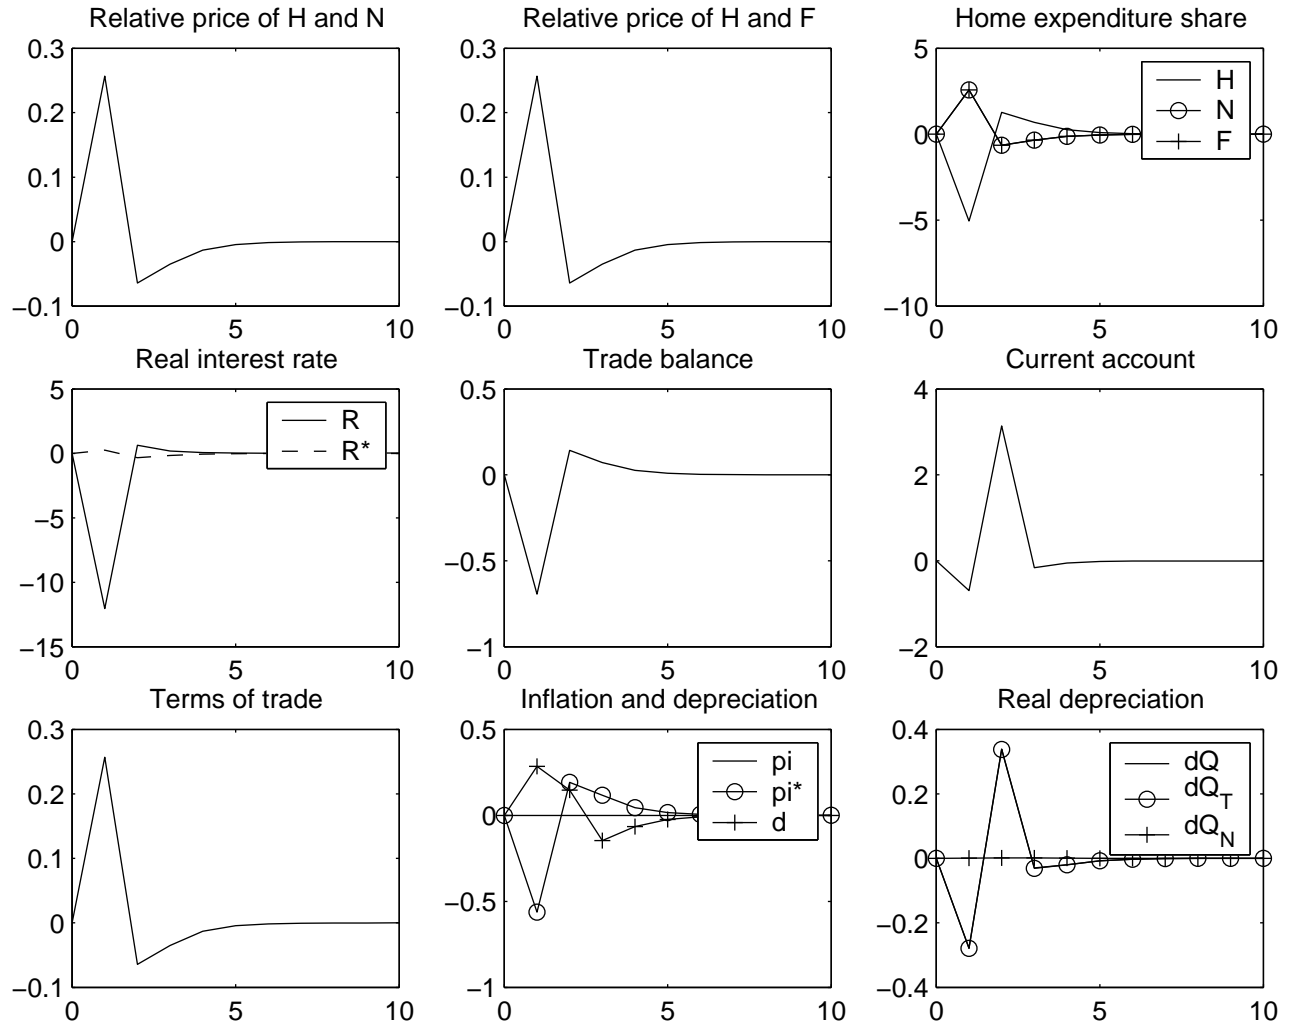 Relative price of H and N
0.3
0.2
0.1
0
−0.1
0 5 10
Relative price of H and F
0.3
0.2
0.1
0
−0.1
0 5 10
Home expenditure share
5
0
−5
−10
0 5 10
H
N
F
Real interest rate
5
0
−5
−10
−15
0 5 10
R
R*
Trade balance
0.5
0
−0.5
−1
0 5 10
Current account
4
2
0
−2
0 5 10
Terms of trade
0.3
0.2
0.1
0
−0.1
0 5 10
Inflation and depreciation
0.5
0
−0.5
−1
0 5 10
pi
pi*
d
Real depreciation
0.4
0.2
0
−0.2
−0.4
0 5 10
dQ
dQT
dQN